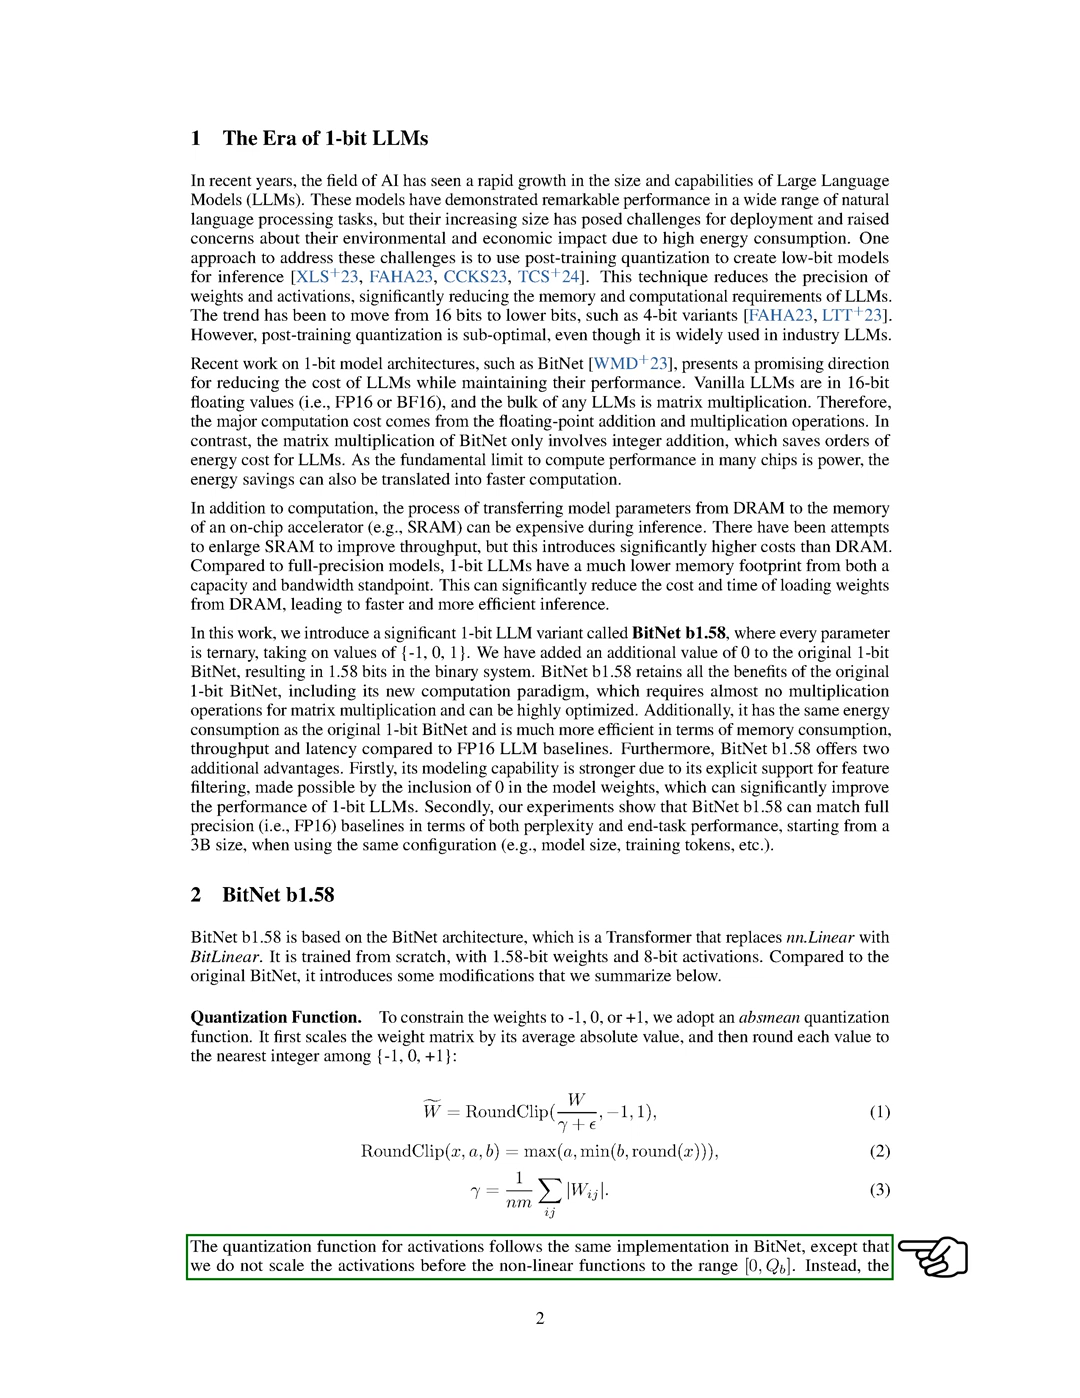 1 The Era of 1-bit LLMs
In recent years, the field of AI has seen a rapid growth in the size and capabilities of Large Language
Models (LLMs). These models have demonstrated remarkable performance in a wide range of natural
language processing tasks, but their increasing size has posed challenges for deployment and raised
concerns about their environmental and economic impact due to high energy consumption. One
approach to address these challenges is to use post-training quantization to create low-bit models
for inference [XLS⁺23, FAHA23, CCKS23, TCS⁺24]. This technique reduces the precision of
weights and activations, significantly reducing the memory and computational requirements of LLMs.
The trend has been to move from 16 bits to lower bits, such as 4-bit variants [FAHA23, LTT⁺23].
However, post-training quantization is sub-optimal, even though it is widely used in industry LLMs.
Recent work on 1-bit model architectures, such as BitNet [WMD⁺23], presents a promising direction
for reducing the cost of LLMs while maintaining their performance. Vanilla LLMs are in 16-bit
floating values (i.e., FP16 or BF16), and the bulk of any LLMs is matrix multiplication. Therefore,
the major computation cost comes from the floating-point addition and multiplication operations. In
contrast, the matrix multiplication of BitNet only involves integer addition, which saves orders of
energy cost for LLMs. As the fundamental limit to compute performance in many chips is power, the
energy savings can also be translated into faster computation.
In addition to computation, the process of transferring model parameters from DRAM to the memory
of an on-chip accelerator (e.g., SRAM) can be expensive during inference. There have been attempts
to enlarge SRAM to improve throughput, but this introduces significantly higher costs than DRAM.
Compared to full-precision models, 1-bit LLMs have a much lower memory footprint from both a
capacity and bandwidth standpoint. This can significantly reduce the cost and time of loading weights
from DRAM, leading to faster and more efficient inference.
In this work, we introduce a significant 1-bit LLM variant called BitNet b1.58, where every parameter
is ternary, taking on values of {-1, 0, 1}. We have added an additional value of 0 to the original 1-bit
BitNet, resulting in 1.58 bits in the binary system. BitNet b1.58 retains all the benefits of the original
1-bit BitNet, including its new computation paradigm, which requires almost no multiplication
operations for matrix multiplication and can be highly optimized. Additionally, it has the same energy
consumption as the original 1-bit BitNet and is much more efficient in terms of memory consumption,
throughput and latency compared to FP16 LLM baselines. Furthermore, BitNet b1.58 offers two
additional advantages. Firstly, its modeling capability is stronger due to its explicit support for feature
filtering, made possible by the inclusion of 0 in the model weights, which can significantly improve
the performance of 1-bit LLMs. Secondly, our experiments show that BitNet b1.58 can match full
precision (i.e., FP16) baselines in terms of both perplexity and end-task performance, starting from a
3B size, when using the same configuration (e.g., model size, training tokens, etc.).
2 BitNet b1.58
BitNet b1.58 is based on the BitNet architecture, which is a Transformer that replaces nn.Linear with
BitLinear. It is trained from scratch, with 1.58-bit weights and 8-bit activations. Compared to the
original BitNet, it introduces some modifications that we summarize below.
Quantization Function. To constrain the weights to -1, 0, or +1, we adopt an absmean quantization
function. It first scales the weight matrix by its average absolute value, and then round each value to
the nearest integer among {-1, 0, +1}:
W̃ = RoundClip(W / (γ + ϵ), −1, 1), (1)
RoundClip(x, a, b) = max(a, min(b, round(x))), (2)
γ = 1/nm ∑ij |Wij|. (3)
The quantization function for activations follows the same implementation in BitNet, except that
we do not scale the activations before the non-linear functions to the range [0, Qb]. Instead, the
2